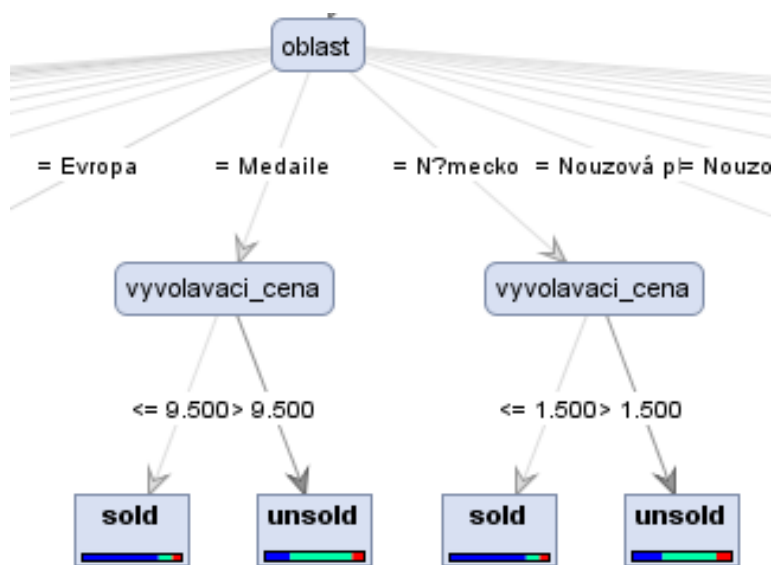 oblast
= Evropa = Medaile = N?mecko = Nouzová pl = Nouzo
vyvolavaci_cena vyvolavaci_cena
<= 9.500 > 9.500 <= 1.500 > 1.500
sold unsold sold unsold